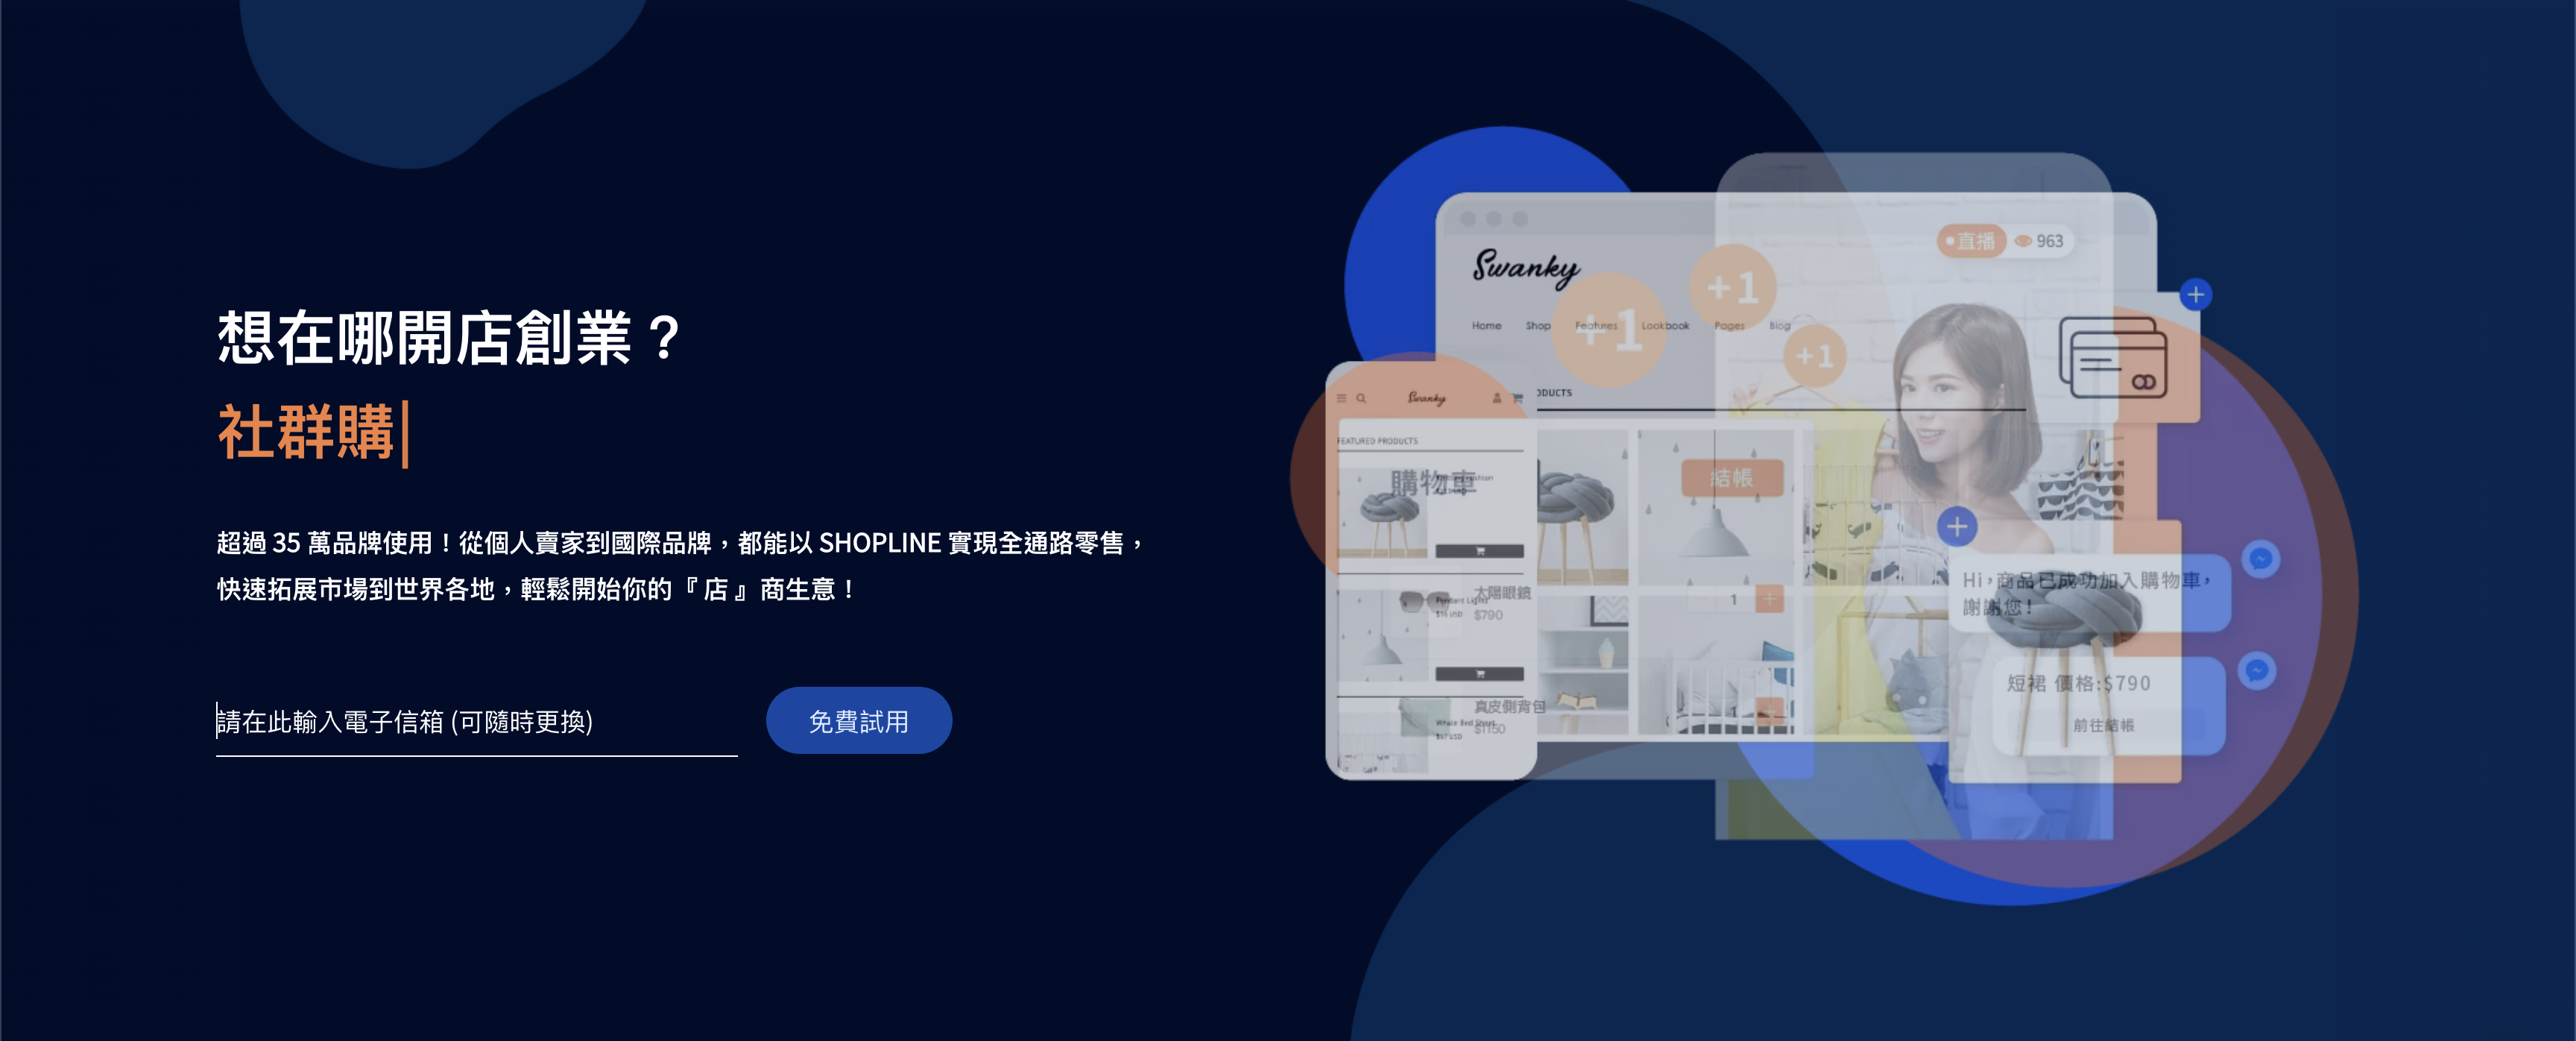 想在哪開店創業？
社群購
超過 35 萬品牌使用！從個人賣家到國際品牌，都能以 SHOPLINE 實現全通路零售，
快速拓展市場到世界各地，輕鬆開始你的『 店 』商生意！
請在此輸入電子信箱 (可隨時更換)
免費試用
直播 963
Swanky
+1
+1
+1
Home Shop Features Lookbook Pages Blog
Swanky
ODUCTS
FEATURED PRODUCTS
購物車
結帳
太陽眼鏡
Pendant Light
$790
1
Hi，商品已成功加入購物車，
謝謝您！
短裙 價格:$790
前往結帳
真皮側背包
$1150